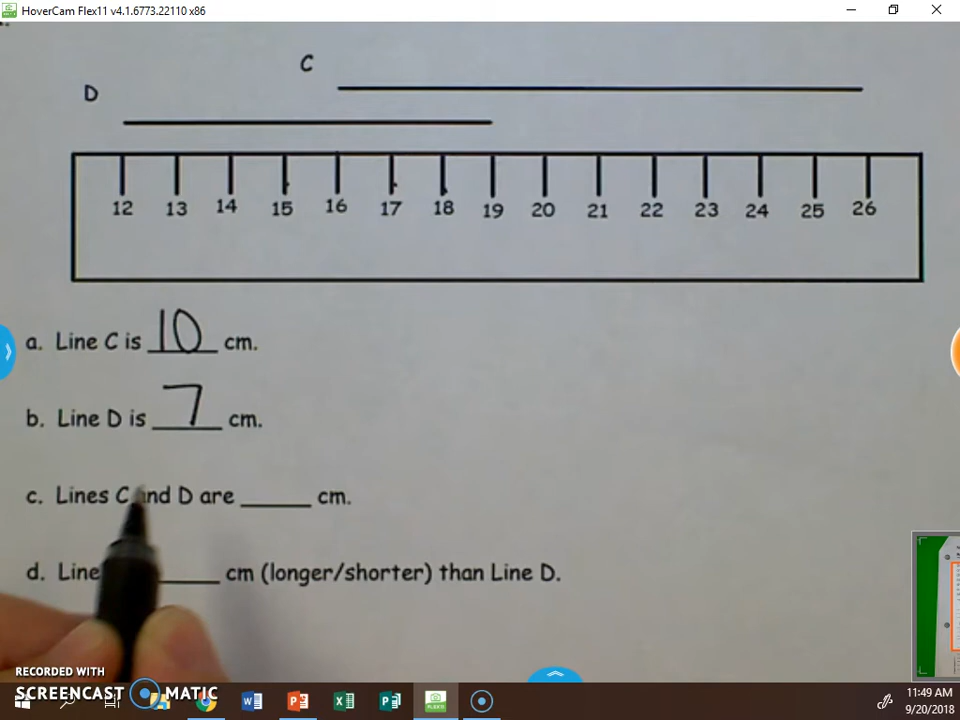 HoverCam Flex11 v4.1.6773.22110 x86
C
D
12 13 14 15 16 17 18 19 20 21 22 23 24 25 26
a. Line C is 10 cm.
b. Line D is 7 cm.
c. Lines C and D are _____ cm.
d. Line _____ cm (longer/shorter) than Line D.
RECORDED WITH
SCREENCAST MATIC
11:49 AM
9/20/2018